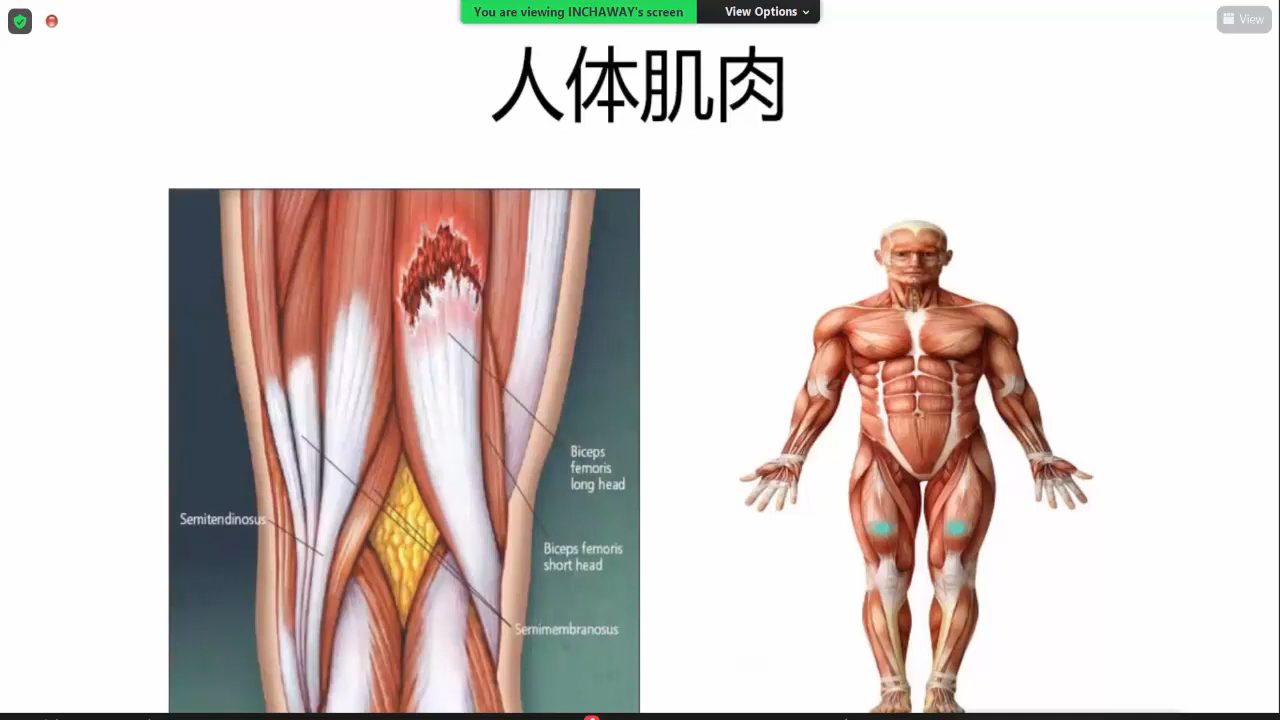 You are viewing INCHAWAY's screen
View Options
View
人体肌肉
Biceps
femoris
long head
Semitendinosus
Biceps femoris
short head
Semimembranosus